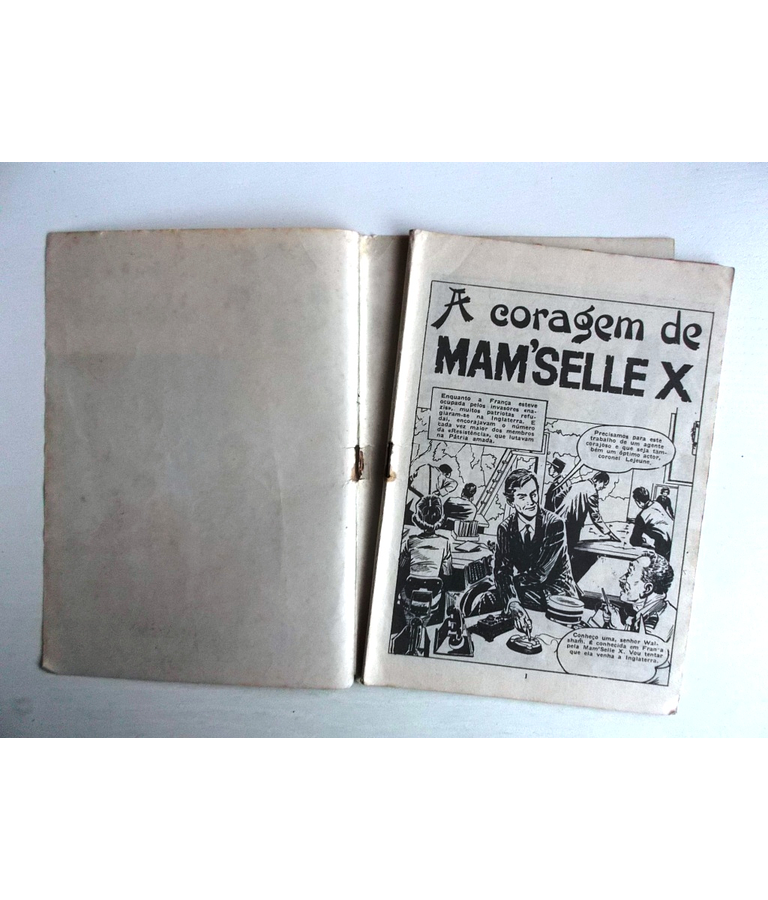 A coragem de
MAM'SELLE X
Enquanto a França esteve
ocupada pelos invasores «na-
zis», muitos patriotas refu-
giaram-se na Inglaterra. E
daí, encorajavam o número
cada vez maior dos membros
da «Resistência», que lutavam
na Pátria amada.
Precisamos para este
trabalho de um agente
corajoso e que seja tam-
bém um óptimo actor,
coronel Lejeune.
Conheço uma, senhor Wal-
sham. É conhecida em Fran'a
pela Mam'Selle X. Vou tentar
que ela venha a Inglaterra.
1